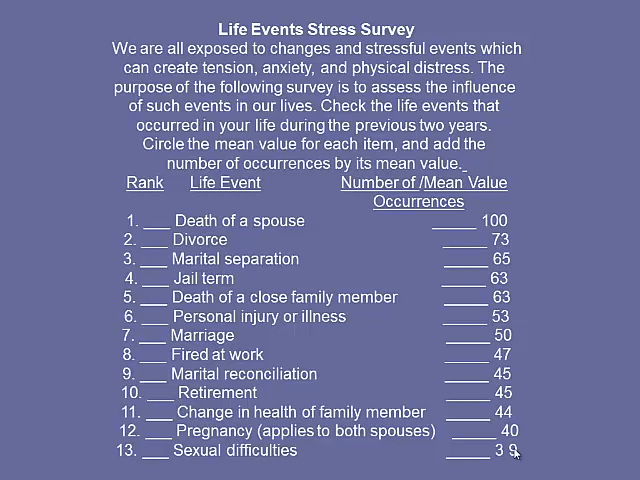 Life Events Stress Survey
We are all exposed to changes and stressful events which
can create tension, anxiety, and physical distress. The
purpose of the following survey is to assess the influence
of such events in our lives. Check the life events that
occurred in your life during the previous two years.
Circle the mean value for each item, and add the
number of occurrences by its mean value._
Rank Life Event Number of /Mean Value
Occurrences
1. ___ Death of a spouse _____ 100
2. ___ Divorce _____ 73
3. ___ Marital separation _____ 65
4. ___ Jail term _____ 63
5. ___ Death of a close family member _____ 63
6. ___ Personal injury or illness _____ 53
7. ___ Marriage _____ 50
8. ___ Fired at work _____ 47
9. ___ Marital reconciliation _____ 45
10. ___ Retirement _____ 45
11. ___ Change in health of family member _____ 44
12. ___ Pregnancy (applies to both spouses) _____ 40
13. ___ Sexual difficulties _____ 3 9